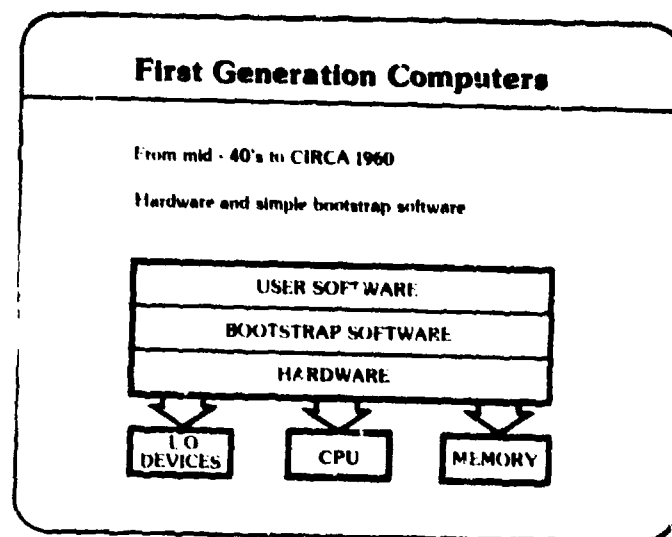 First Generation Computers
From mid - 40's to CIRCA 1960
Hardware and simple bootstrap software
USER SOFTWARE
BOOTSTRAP SOFTWARE
HARDWARE
I/O
DEVICES
CPU
MEMORY